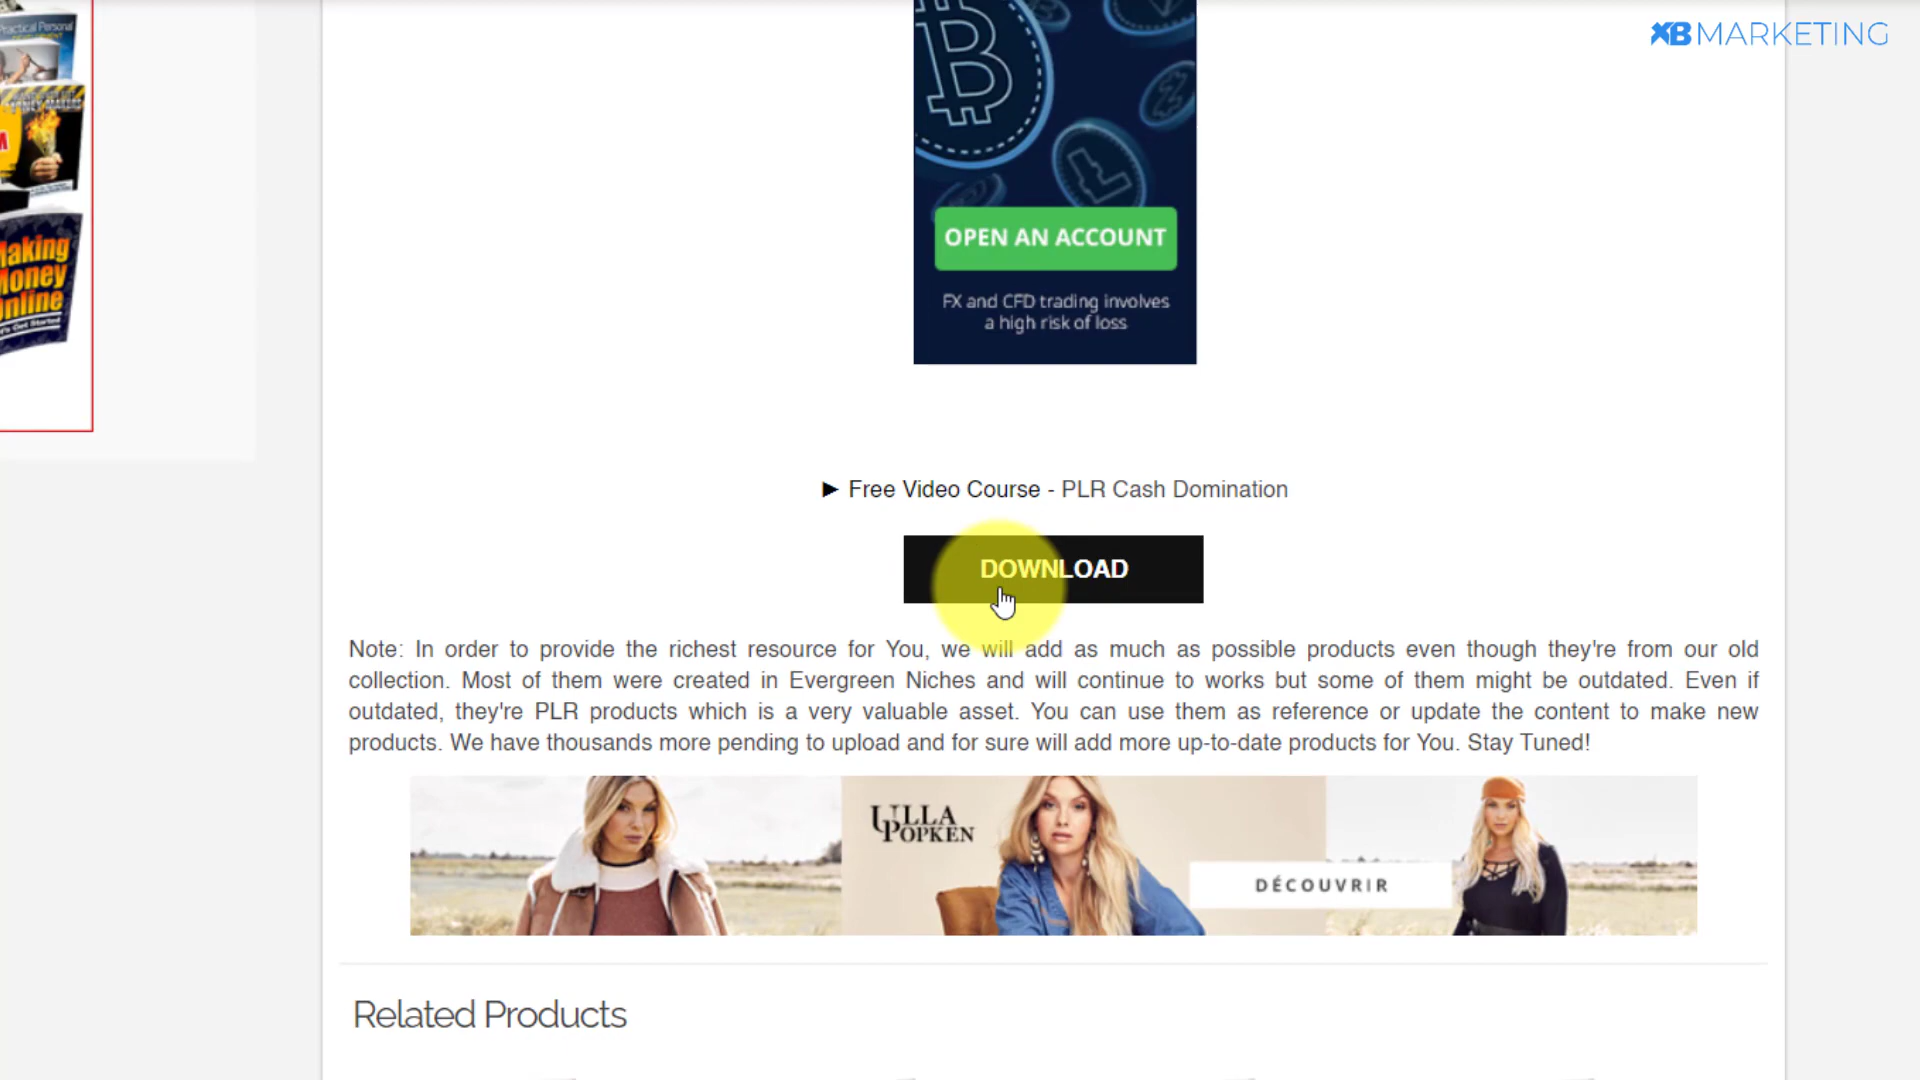 XB MARKETING
Practical Personal
Making
Money
Online
Let's Get Started
OPEN AN ACCOUNT
FX and CFD trading involves
a high risk of loss
► Free Video Course - PLR Cash Domination
DOWNLOAD
Note: In order to provide the richest resource for You, we will add as much as possible products even though they're from our old
collection. Most of them were created in Evergreen Niches and will continue to works but some of them might be outdated. Even if
outdated, they're PLR products which is a very valuable asset. You can use them as reference or update the content to make new
products. We have thousands more pending to upload and for sure will add more up-to-date products for You. Stay Tuned!
ULLA
POPKEN
DÉCOUVRIR
Related Products